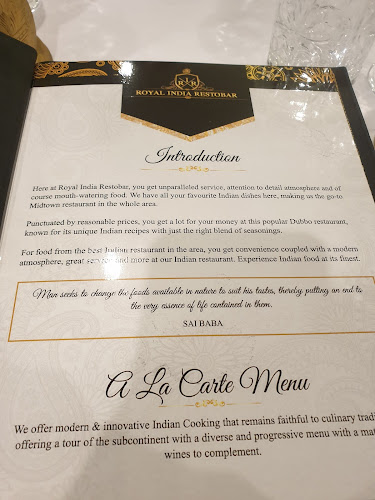 RIR
ROYAL INDIA RESTOBAR
Introduction
Here at Royal India Restobar, you get unparalleled service, attention to detail atmosphere and of
course mouth-watering food. We have all your favourite Indian dishes here, making us the go-to
Midtown restaurant in the whole area.
Punctuated by reasonable prices, you get a lot for your money at this popular Dubbo restaurant,
known for its unique Indian recipes with just the right blend of seasonings.
For food from the best Indian restaurant in the area, you get convenience coupled with a modern
atmosphere, great service and more at our Indian restaurant. Experience Indian food at its finest.
Man seeks to change the foods available in nature to suit his tastes, thereby putting an end to
the very essence of life contained in them.
SAI BABA
A La Carte Menu
We offer modern & innovative Indian Cooking that remains faithful to culinary tradi
offering a tour of the subcontinent with a diverse and progressive menu with a mat
wines to complement.